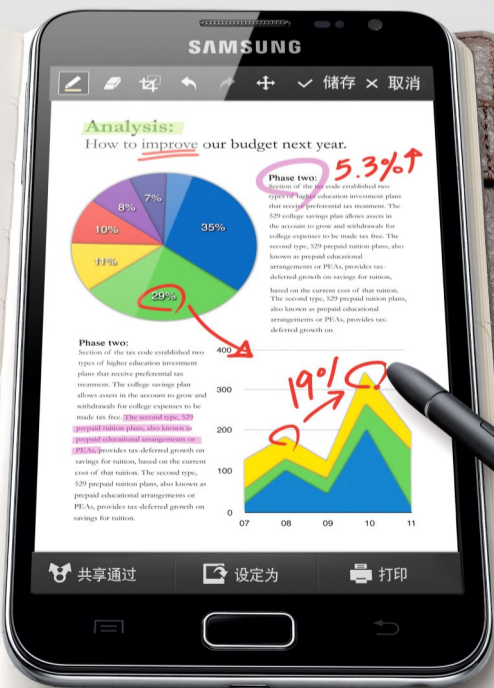 SAMSUNG
储存 × 取消
Analysis:
How to improve our budget next year.
5.3%↑
7%
8%
35%
10%
11%
29%
Phase two:
Section of the tax code established two
types of higher education investment plans
that receive preferential tax treatment. The
529 college savings plan allows assets in
the account to grow and withdrawals for
college expenses to be made tax free. The
second type, 529 prepaid tuition plans, also
known as prepaid educational
arrangements or PEAs, provides tax-
deferred growth on savings for tuition,
based on the current cost of that tuition.
The second type, 529 prepaid tuition plans,
also known as prepaid educational
arrangements or PEAs, provides tax-
deferred growth on
Phase two:
Section of the tax code established two
types of higher education investment
plans that receive preferential tax
treatment. The college savings plan
allows assets in the account to grow and
withdrawals for college expenses to be
made tax free. The second type, 529
prepaid tuition plans, also known as
prepaid educational arrangements or
PEAs, provides tax-deferred growth on
savings for tuition, based on the current
cost of that tuition. The second type,
529 prepaid tuition plans, also known as
prepaid educational arrangements or
PEAs, provides tax-deferred growth on
savings for tuition.
19%
400
300
200
100
0
07 08 09 10 11
共享通过 设定为 打印